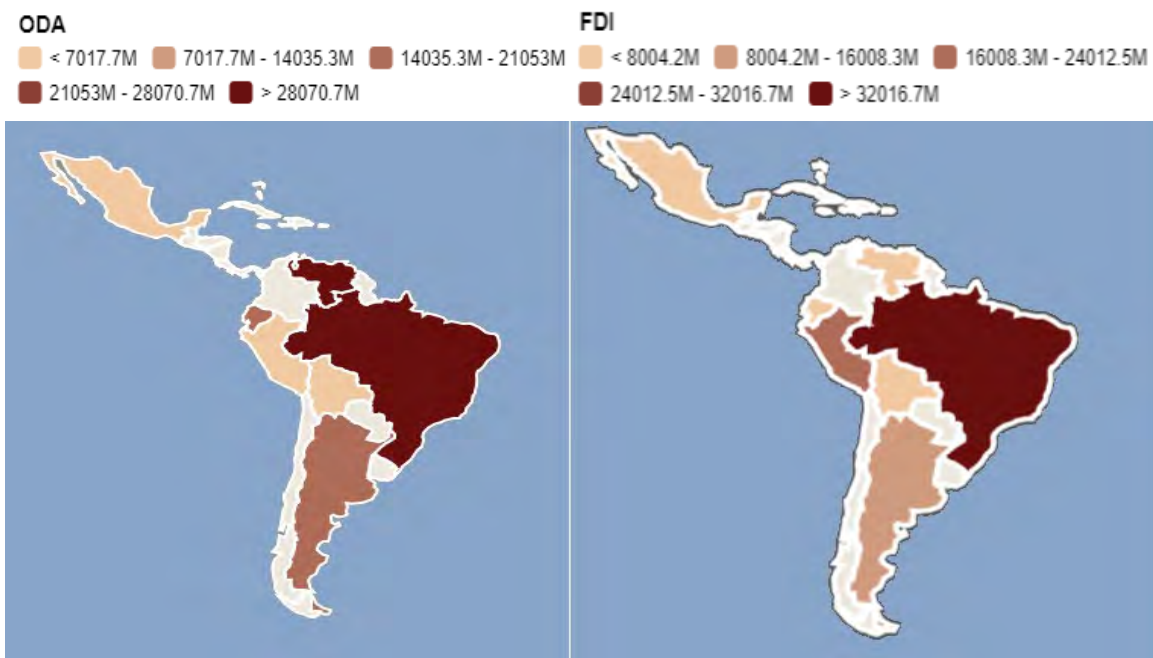 ODA
< 7017.7M 7017.7M - 14035.3M 14035.3M - 21053M
21053M - 28070.7M > 28070.7M
FDI
< 8004.2M 8004.2M - 16008.3M 16008.3M - 24012.5M
24012.5M - 32016.7M > 32016.7M